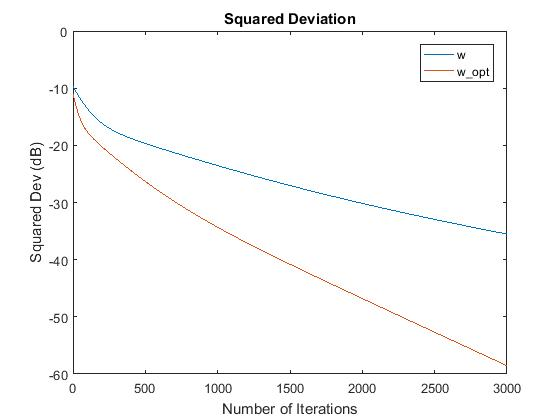 Squared Deviation
0
-10
-20
-30
-40
-50
-60
Squared Dev (dB)
w
w_opt
0
500
1000
1500
2000
2500
3000
Number of Iterations